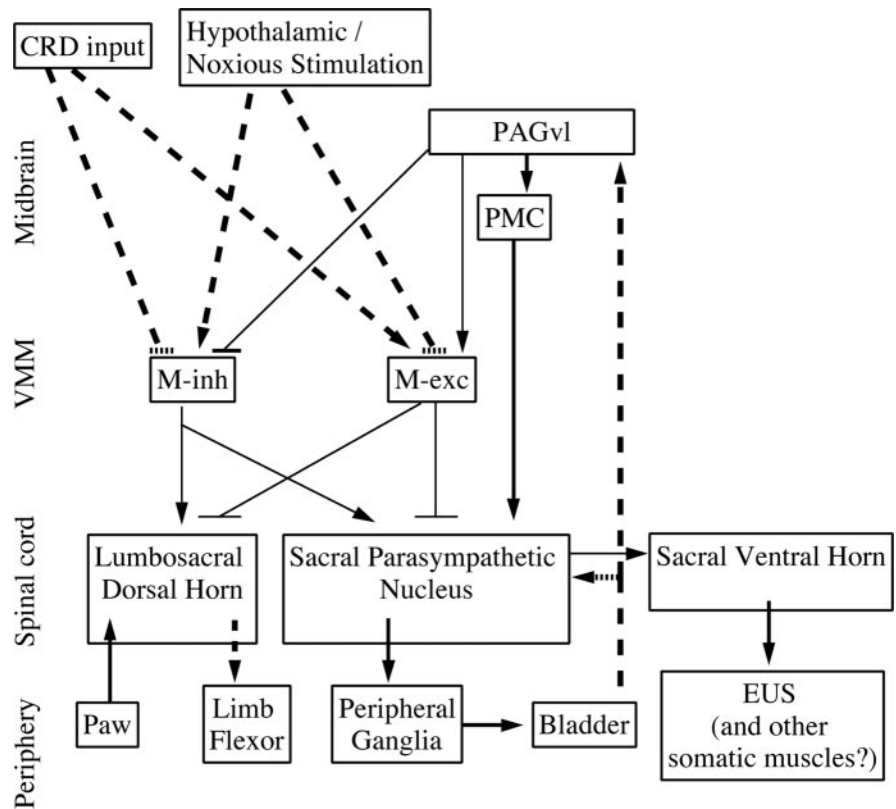 CRD input
Hypothalamic /
Noxious Stimulation
Midbrain
PAGvl
PMC
VMM
M-inh
M-exc
Spinal cord
Lumbosacral
Dorsal Horn
Sacral Parasympathetic
Nucleus
Sacral Ventral Horn
Periphery
Paw
Limb
Flexor
Peripheral
Ganglia
Bladder
EUS
(and other
somatic muscles?)